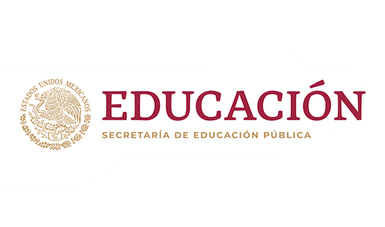 ESTADOS UNIDOS MEXICANOS
EDUCACIÓN
SECRETARÍA DE EDUCACIÓN PÚBLICA